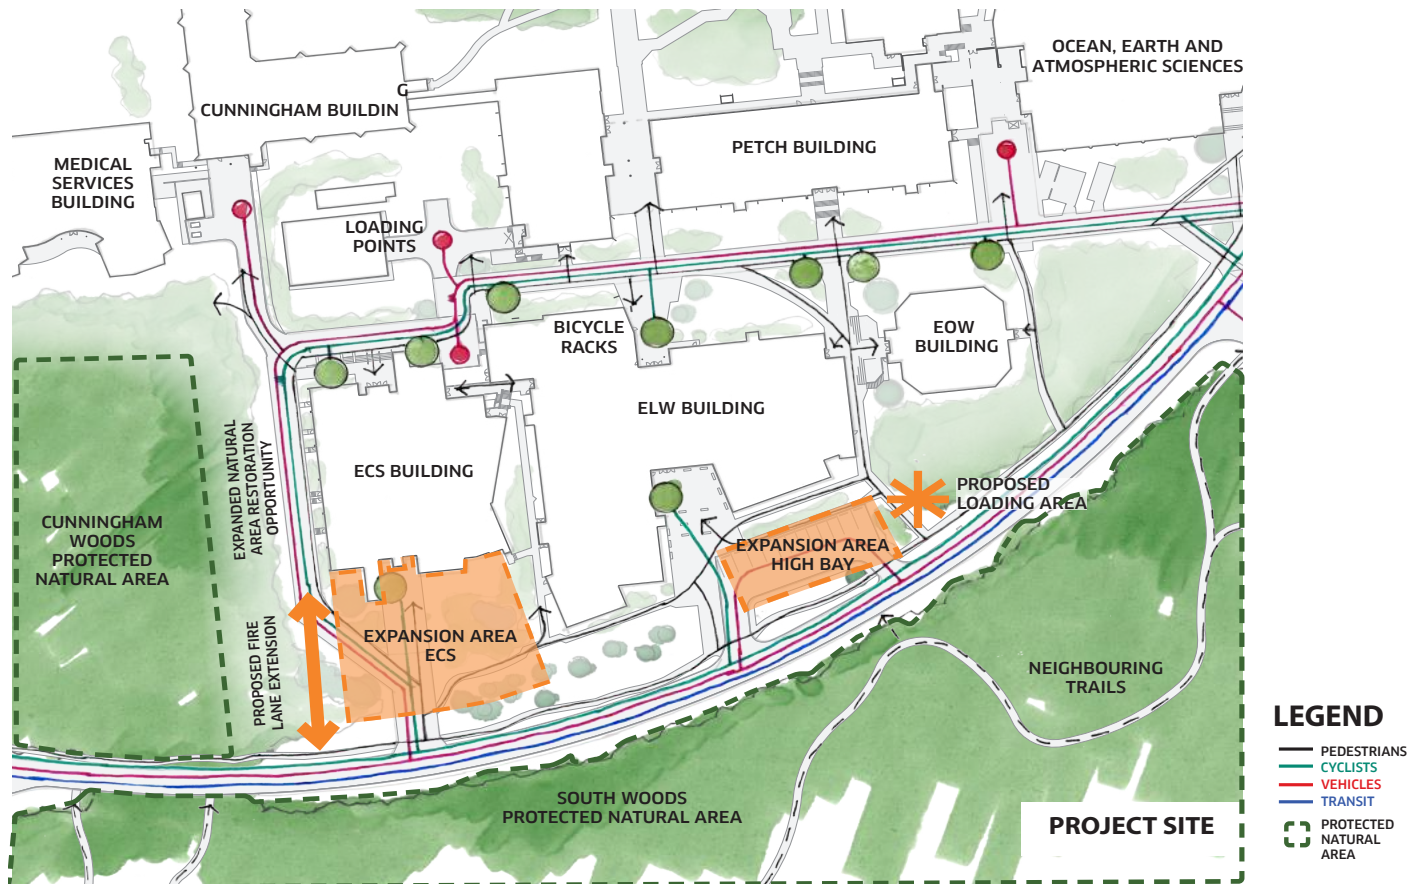 OCEAN, EARTH AND
ATMOSPHERIC SCIENCES
CUNNINGHAM BUILDIN
G
PETCH BUILDING
MEDICAL
SERVICES
BUILDING
LOADING
POINTS
BICYCLE
RACKS
EOW
BUILDING
ELW BUILDING
ECS BUILDING
EXPANDED NATURAL
AREA RESTORATION
OPPORTUNITY
PROPOSED
LOADING AREA
CUNNINGHAM
WOODS
PROTECTED
NATURAL AREA
EXPANSION AREA
HIGH BAY
EXPANSION AREA
ECS
PROPOSED FIRE
LANE EXTENSION
NEIGHBOURING
TRAILS
SOUTH WOODS
PROTECTED NATURAL AREA
PROJECT SITE
LEGEND
PEDESTRIANS
CYCLISTS
VEHICLES
TRANSIT
PROTECTED
NATURAL
AREA